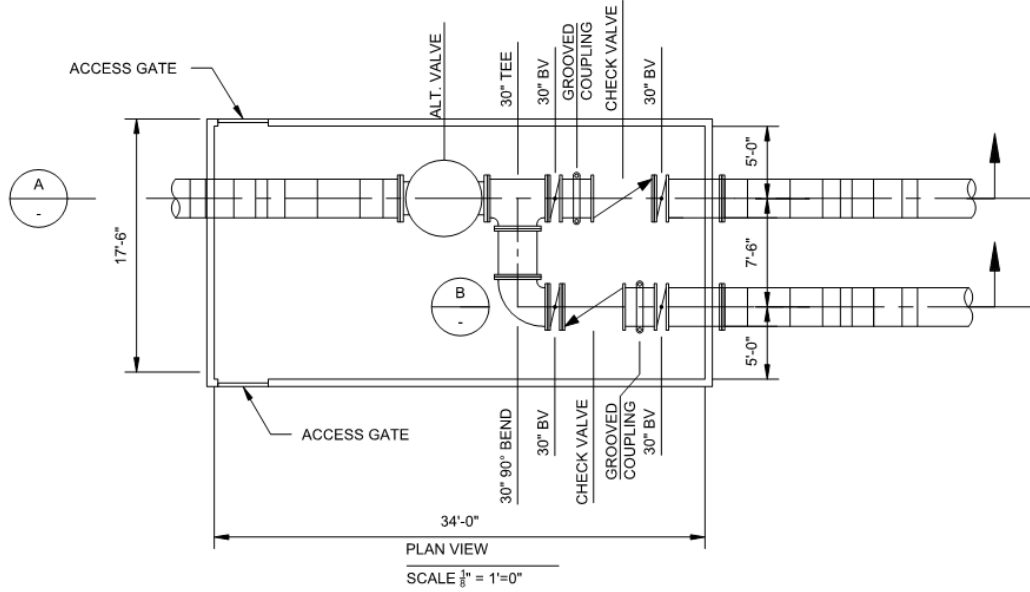 ACCESS GATE
ALT. VALVE
30" TEE
30" BV
GROOVED
COUPLING
CHECK VALVE
30" BV
A
-
17'-6"
5'-0"
7'-6"
5'-0"
B
-
ACCESS GATE
30" 90° BEND
30" BV
CHECK VALVE
GROOVED
COUPLING
30" BV
34'-0"
PLAN VIEW
SCALE 1/8" = 1'=0"